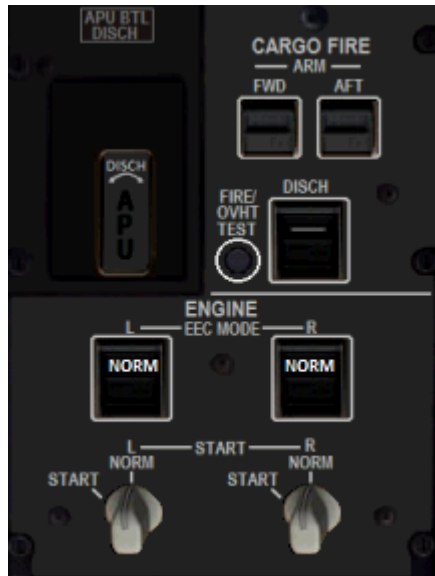 APU BTL
DISCH
CARGO FIRE
ARM
FWD AFT
DISCH
APU
FIRE/
OVHT
TEST
DISCH
ENGINE
L EEC MODE R
NORM NORM
L START R
NORM NORM
START START